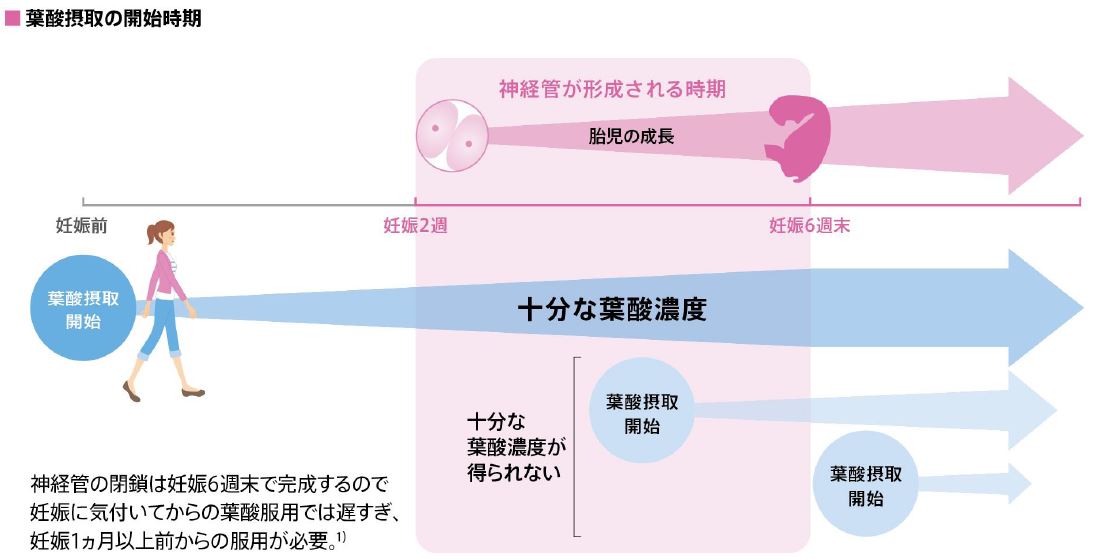 葉酸摂取の開始時期
神経管が形成される時期
胎児の成長
妊娠前
妊娠2週
妊娠6週末
葉酸摂取
開始
十分な葉酸濃度
葉酸摂取
開始
十分な
葉酸濃度が
得られない
葉酸摂取
開始
神経管の閉鎖は妊娠6週末で完成するので
妊娠に気付いてからの葉酸服用では遅すぎ、
妊娠1ヵ月以上前からの服用が必要。1)